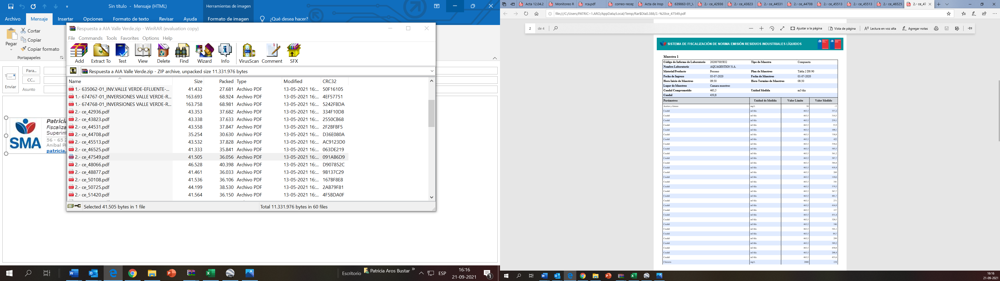 Sin título - Mensaje (HTML)
Herramientas de imagen
Archivo Mensaje Insertar Opciones Formato de texto Revisar Ayuda Formato de imagen ¿Qué desea hacer?
Pegar
Cortar
Copiar
Copiar formato
Portapapeles
Enviar
Para...
CC...
Asunto
SMA
Patricia
Fiscaliza
Superint
56 - 65 2
Anibal Pi
patricia.
Respuesta a AIA Valle Verde.zip - WinRAR (evaluation copy)
File Commands Tools Favorites Options Help
Add Extract To Test View Delete Find Wizard Info VirusScan Comment SFX
Respuesta a AIA Valle Verde.zip - ZIP archive, unpacked size 11.331.976 bytes
Name Size Packed Type Modified CRC32
1.- 635062-01_INV.VALLE VERDE-EFLUENTE-... 41.432 27.681 Archivo PDF 13-05-2021 16:... 50F16105
1.- 674767-01_INVERSIONES VALLE VERDE-R... 163.693 68.924 Archivo PDF 13-05-2021 16:... 4EF57751
1.- 674768-01_INVERSIONES VALLE VERDE-R... 163.758 68.981 Archivo PDF 13-05-2021 16:... 5242FBDA
2.- ce_42936.pdf 43.353 37.682 Archivo PDF 13-05-2021 16:... 334F10D8
2.- ce_43823.pdf 43.338 37.633 Archivo PDF 13-05-2021 16:... 2550CB68
2.- ce_44531.pdf 43.558 37.847 Archivo PDF 13-05-2021 16:... 2F2BFBF5
2.- ce_44708.pdf 35.254 30.630 Archivo PDF 13-05-2021 16:... D36E080A
2.- ce_45513.pdf 43.532 37.828 Archivo PDF 13-05-2021 16:... AC9123D0
2.- ce_46525.pdf 41.333 35.841 Archivo PDF 13-05-2021 16:... 063DE219
2.- ce_47549.pdf 41.505 36.056 Archivo PDF 13-05-2021 16:... 091AB6D9
2.- ce_48066.pdf 46.528 40.398 Archivo PDF 13-05-2021 16:... D907852C
2.- ce_48877.pdf 41.461 36.033 Archivo PDF 13-05-2021 16:... 9B137C29
2.- ce_50108.pdf 41.536 36.106 Archivo PDF 13-05-2021 16:... 167BF8E8
2.- ce_50725.pdf 44.199 38.530 Archivo PDF 13-05-2021 16:... 2AB79F81
2.- ce_51420.pdf 41.564 36.150 Archivo PDF 13-05-2021 16:... 4F5BDA0F
Selected 41.505 bytes in 1 file Total 11.331.976 bytes in 60 files
Escritorio Patricia Aros Bustar » ESP 16:16
21-09-2021
Acta 12.04.2 Monitoreo R rca.pdf correo-recep Acta de Insp 639863-01_V 2.- ce_42936 2.- ce_43823 2.- ce_44531 2.- ce_44708 2.- ce_45513 2.- ce_45513 2.- ce_46525 2.- ce_47
file:///C:/Users/PATRIC~1.ARO/AppData/Local/Temp/Rar$DIa0.388/2.-%20ce_47549.pdf
2 de 4 Ajustar a la página Vista de página Lectura en voz alta Agregar notas
SISTEMA DE FISCALIZACIÓN DE NORMA EMISIÓN RESIDUOS INDUSTRIALES LÍQUIDOS
Muestra 1
Código de Informe de Laboratorio 202007005832 Tipo de Muestra Compuesta
Nombre Laboratorio AQUAGESTION S.A.
Material/Producto Proceso Plan de Muestreo Tabla 2 DS 90
Fecha de Ingreso 03-07-2020 Fecha de Muestreo 01-07-2020
Hora Inicio de Muestreo 09:30 Hora Termino de Muestreo 08:30
Lugar de Muestreo Camara muestreo
Caudal Comprometido 463,5 Unidad Medida m3/dia
Caudal 430,8
Parámetros Unidad de Medida Valor Límite Valor Medido
Aceites y Grasas mg/L 50 <5
Caudal m3/dia 463,5 337,2
Caudal m3/dia 463,5 314,3
Caudal m3/dia 463,5 259,1
Caudal m3/dia 463,5 55,9
Caudal m3/dia 463,5 100,1
Caudal m3/dia 463,5 758,8
Caudal m3/dia 463,5 422
Caudal m3/dia 463,5 358,6
Caudal m3/dia 463,5 503,5
Caudal m3/dia 463,5 361,2
Caudal m3/dia 463,5 307,7
Caudal m3/dia 463,5 384,4
Caudal m3/dia 463,5 418,4
Caudal m3/dia 463,5 268
Caudal m3/dia 463,5 110,6
Caudal m3/dia 463,5 341
Caudal m3/dia 463,5 379,3
Caudal m3/dia 463,5 367,7
Caudal m3/dia 463,5 481,7
Caudal m3/dia 463,5 271
Caudal m3/dia 463,5 416,9
Caudal m3/dia 463,5 157
Caudal m3/dia 463,5 451,4
Caudal m3/dia 463,5 320,5
Caudal m3/dia 463,5 346
Caudal m3/dia 463,5 541,1
Caudal m3/dia 463,5 84,7
Caudal m3/dia 463,5 299
Caudal m3/dia 463,5 389,2
Caudal m3/dia 463,5 430,8
Caudal m3/dia 463,5 208,4
Caudal m3/dia 463,5 455,6
Cloruros mg/L 2000 134
16:16
21-09-2021